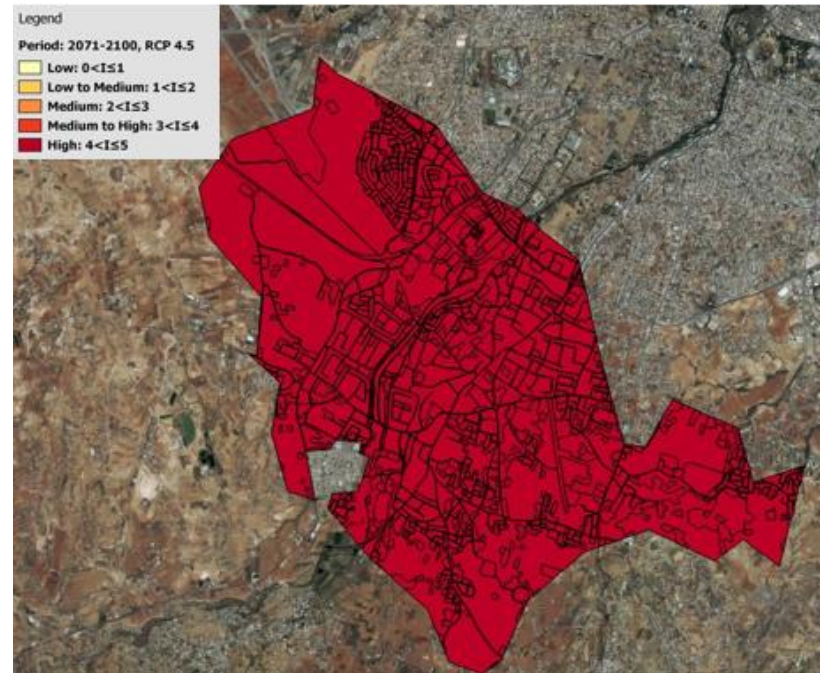 Legend
Period: 2071-2100, RCP 4.5
Low: 0<I≤1
Low to Medium: 1<I≤2
Medium: 2<I≤3
Medium to High: 3<I≤4
High: 4<I≤5